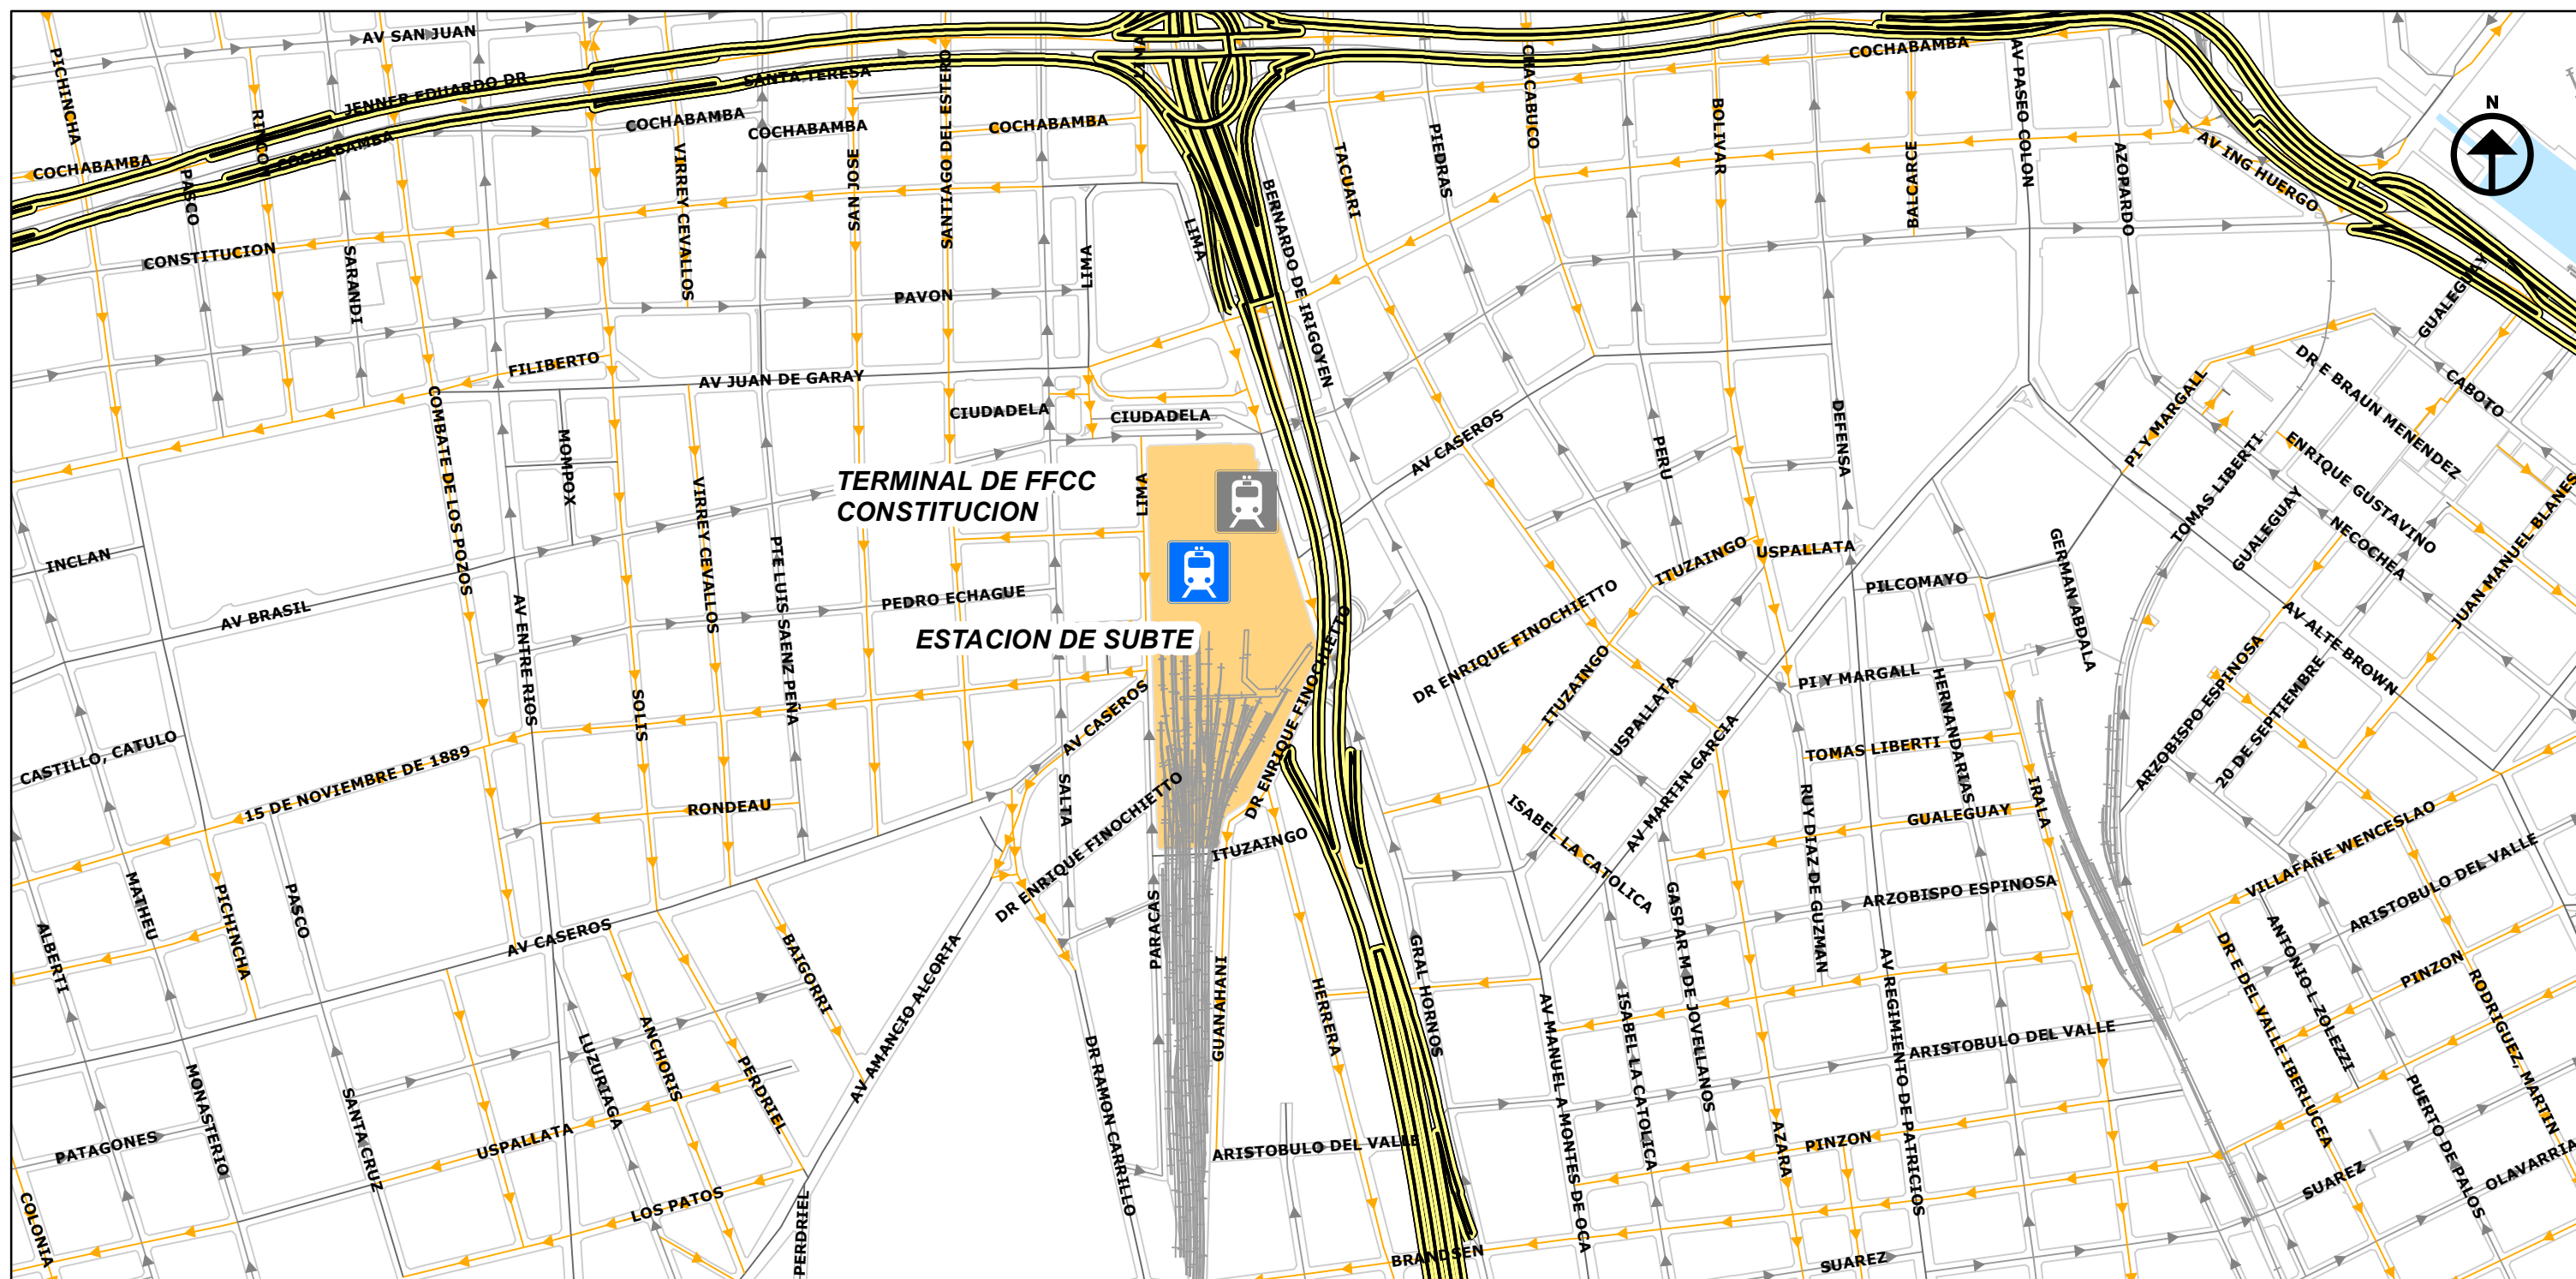 AV SAN JUAN
PICHINCHA
JENNER EDUARDO DR
SANTA TERESA
COCHABAMBA
LIMA
N
CHACABUCO
AV PASEO COLON
COCHABAMBA
COCHABAMBA
COCHABAMBA
COCHABAMBA
COCHABAMBA
RINCON
PASCO
SARANDI
VIRREY CEVALLOS
SAN JOSE
SANTIAGO DEL ESTERO
LIMA
LIMA
BERNARDO DE IRIGOYEN
TACUARI
PIEDRAS
BOLIVAR
BALCARCE
AZOPARDO
AV ING HUERGO
CONSTITUCION
PAVON
FILIBERTO
AV JUAN DE GARAY
CIUDADELA
CIUDADELA
COMBATE DE LOS POZOS
MOMPOX
AV CASEROS
PERU
DEFENSA
GUALEGUAY
DR E BRAUN MENENDEZ
CABOTO
PI Y MARGALL
TOMAS LIBERTI
ENRIQUE GUSTAVINO
GUALEGUAY
NECOCHEA
JUAN MANUEL BLANES
TERMINAL DE FFCC
CONSTITUCION
LIMA
INCLAN
AV BRASIL
AV ENTRE RIOS
VIRREY CEVALLOS
PTE LUIS SAENZ PEÑA
PEDRO ECHAGUE
ESTACION DE SUBTE
ITUZAINGO
USPALLATA
PILCOMAYO
GERMAN ABDALA
DR ENRIQUE FINOCHIETTO
DR ENRIQUE FINOCHIETTO
AV ALTE BROWN
ARZOBISPO ESPINOSA
20 DE SEPTIEMBRE
PI Y MARGALL
HERNANDARIAS
ITUZAINGO
USPALLATA
AV MARTIN GARCIA
TOMAS LIBERTI
IRALA
SOLIS
AV CASEROS
CASTILLO, CATULO
15 DE NOVIEMBRE DE 1889
RONDEAU
SALTA
DR ENRIQUE FINOCHIETTO
ITUZAINGO
ISABEL LA CATOLICA
GUALEGUAY
RUY DIAZ DE GUZMAN
VILLAFAÑE WENCESLAO
ARISTOBULO DEL VALLE
ARZOBISPO ESPINOSA
GASPAR M DE JOVELLANOS
ALBERTI
MATHEU
PICHINCHA
PASCO
AV CASEROS
BAIGORRI
AV AMANCIO ALCORTA
PARACAS
GUANAHANI
HERRERA
GRAL HORNOS
AV MANUEL A MONTES DE OCA
ISABEL LA CATOLICA
AV REGIMIENTO DE PATRICIOS
ARISTOBULO DEL VALLE
DR E DEL VALLE IBERLUCEA
ANTONIO L ZOLEZZI
PINZON
RODRIGUEZ, MARTIN
PUERTO DE PALOS
LUZURIAGA
ANCHORIS
PERDRIEL
DR RAMON CARRILLO
MONASTERIO
SANTA CRUZ
PATAGONES
USPALLATA
LOS PATOS
PERDRIEL
COLONIA
ARISTOBULO DEL VALLE
AZARA
PINZON
SUAREZ
OLAVARRIA
BRANDSEN
SUAREZ